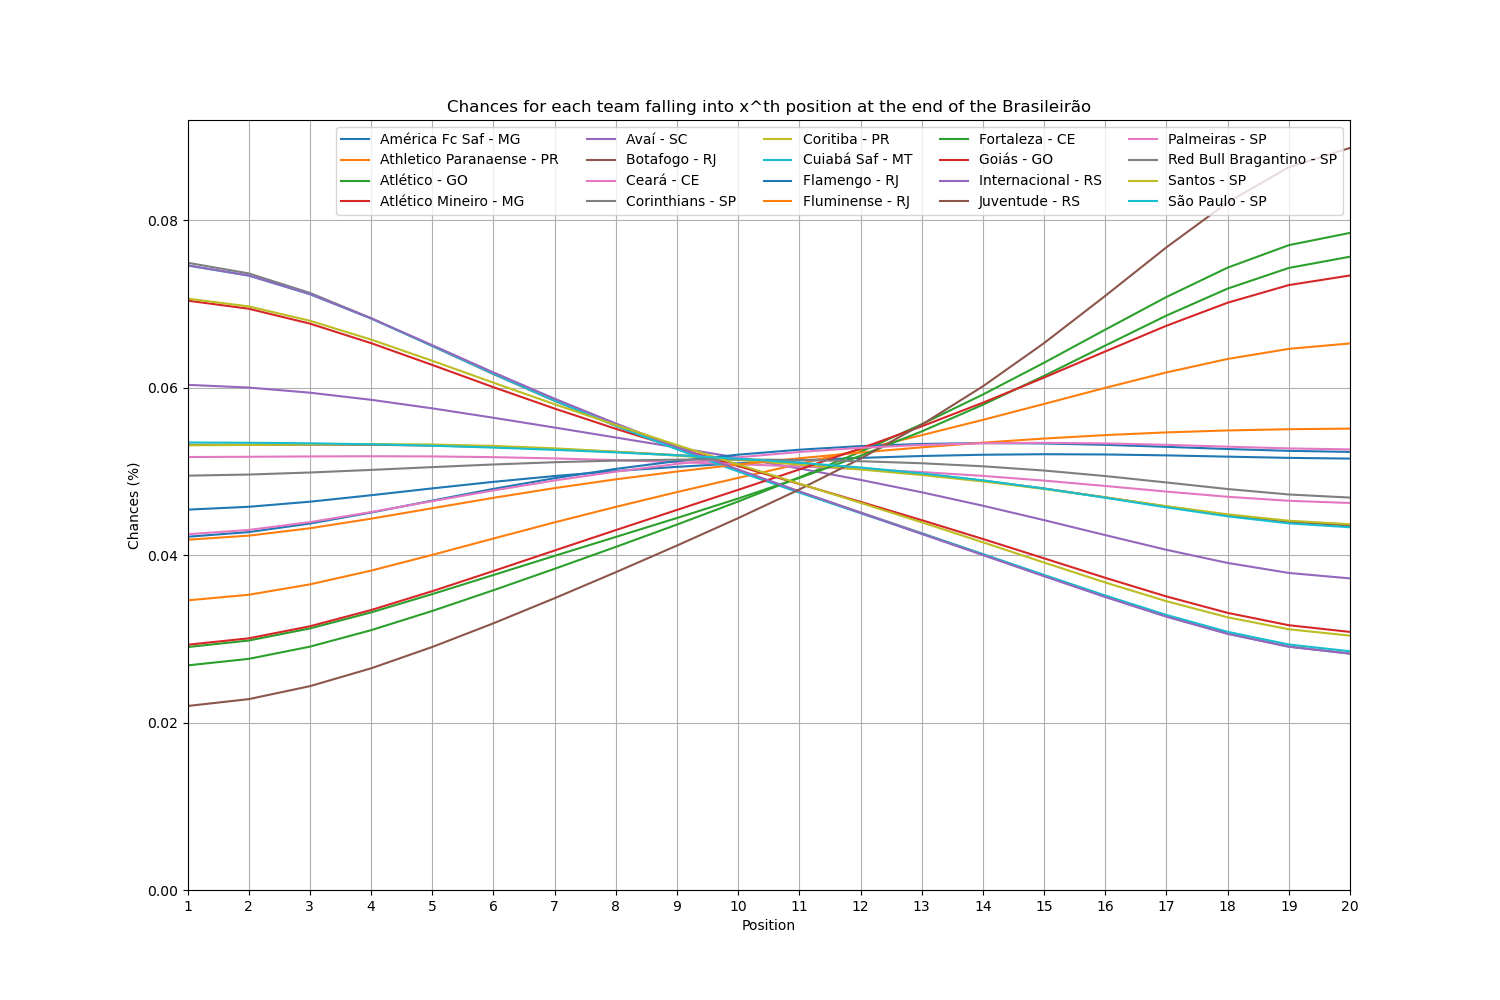 Chances for each team falling into x^th position at the end of the Brasileirão
América Fc Saf - MG
Athletico Paranaense - PR
Atlético - GO
Atlético Mineiro - MG
Avaí - SC
Botafogo - RJ
Ceará - CE
Corinthians - SP
Coritiba - PR
Cuiabá Saf - MT
Flamengo - RJ
Fluminense - RJ
Fortaleza - CE
Goiás - GO
Internacional - RS
Juventude - RS
Palmeiras - SP
Red Bull Bragantino - SP
Santos - SP
São Paulo - SP
Chances (%)
0.08
0.06
0.04
0.02
0.00
1 2 3 4 5 6 7 8 9 10 11 12 13 14 15 16 17 18 19 20
Position